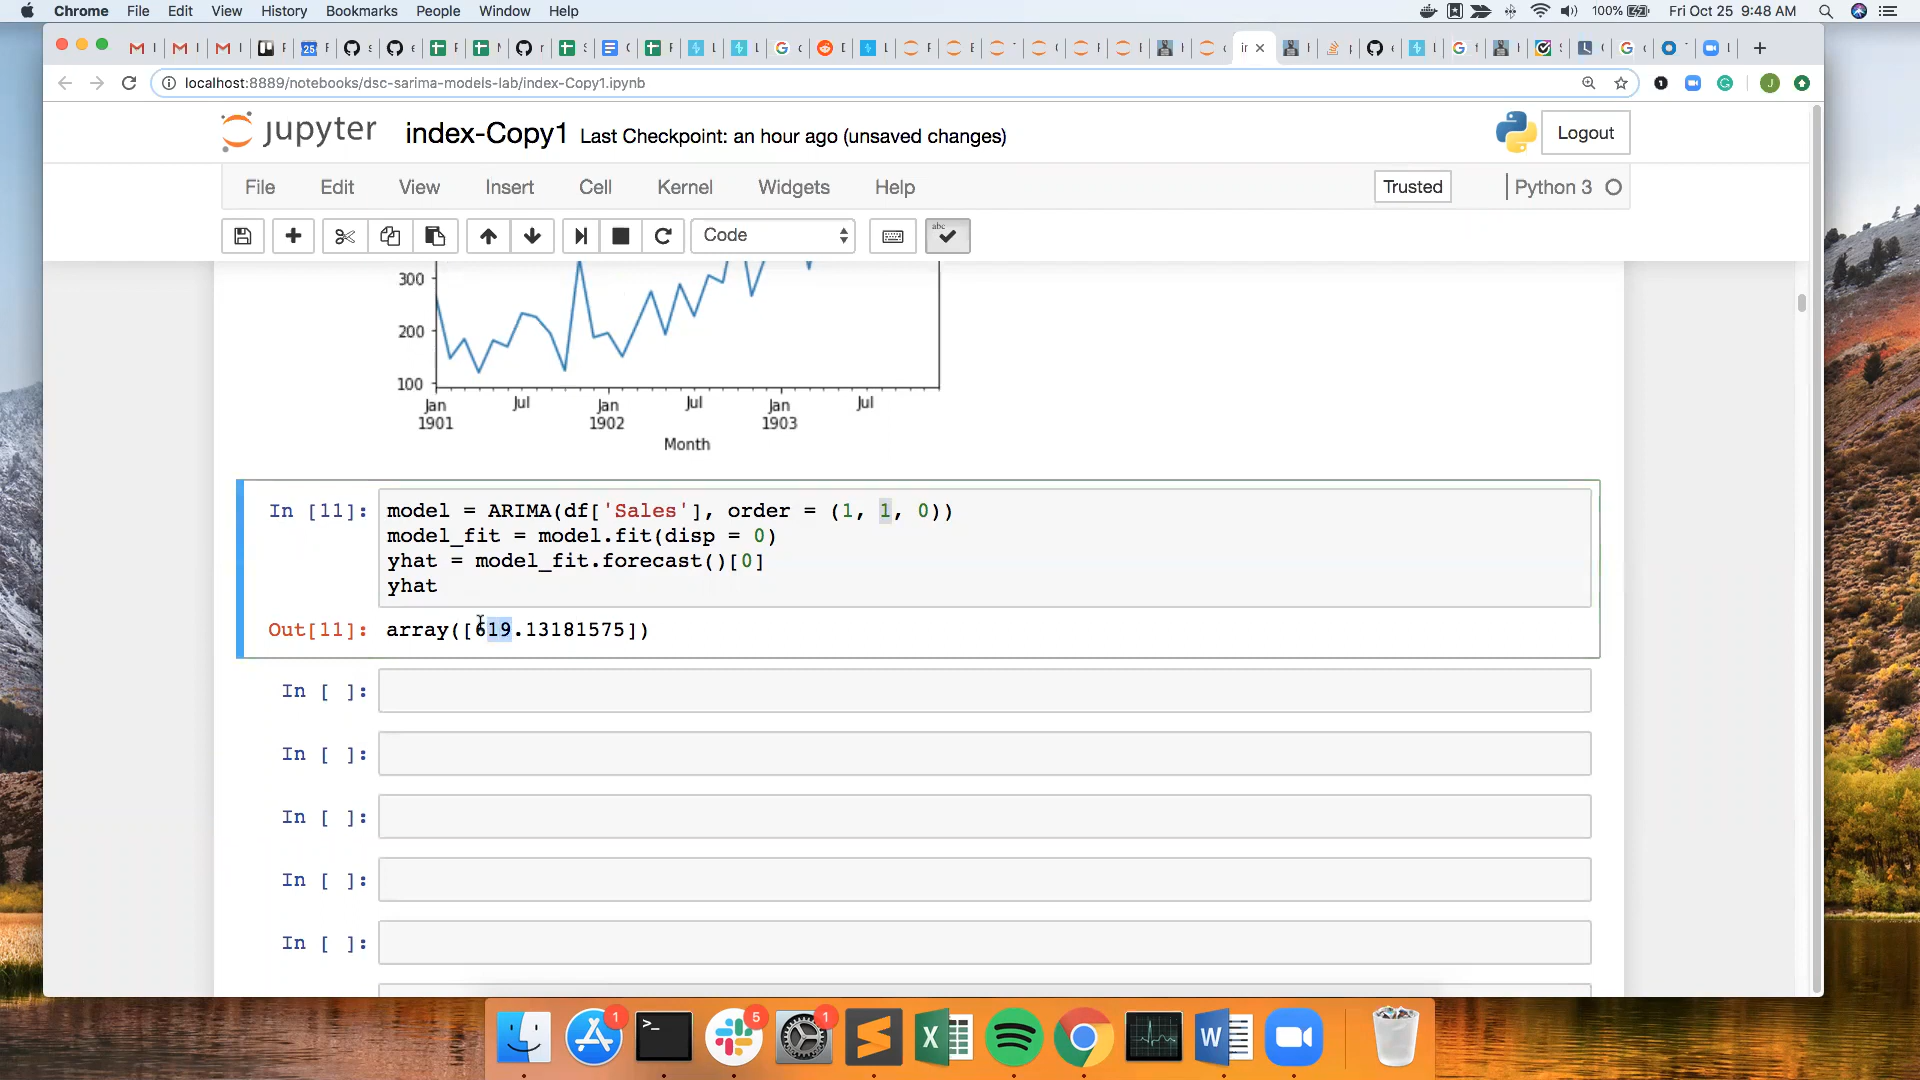 Chrome File Edit View History Bookmarks People Window Help 100% Fri Oct 25 9:48 AM
localhost:8889/notebooks/dsc-sarima-models-lab/index-Copy1.ipynb
jupyter index-Copy1 Last Checkpoint: an hour ago (unsaved changes) Logout
File Edit View Insert Cell Kernel Widgets Help Trusted Python 3
Code abc
300
200
100
Jan Jul Jan Jul Jan Jul
1901 1902 1903
Month
In [11]: model = ARIMA(df['Sales'], order = (1, 1, 0))
model_fit = model.fit(disp = 0)
yhat = model_fit.forecast()[0]
yhat
Out[11]: array([619.13181575])
In [ ]:
In [ ]:
In [ ]:
In [ ]:
In [ ]:
1 5 1